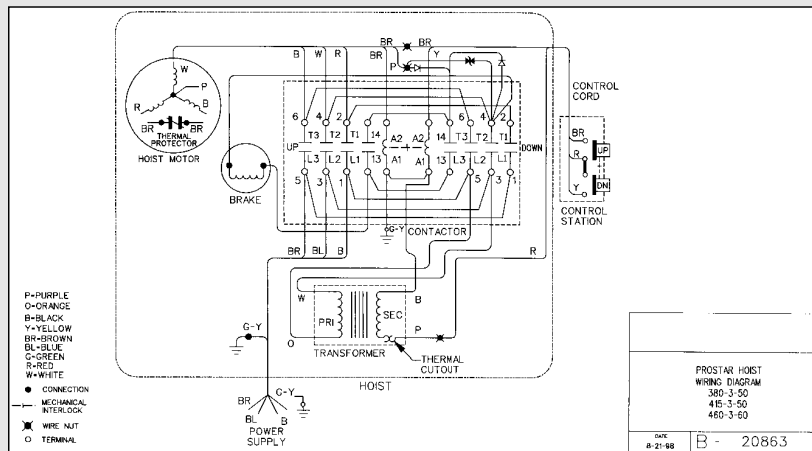 BR
BR
B
W
R
BR
Y
P
W
P
R
B
BR
BR
THERMAL
PROTECTOR
HOIST MOTOR
BRAKE
6
4
2
6
4
2
T3
T2
T1
14
A2
A2
14
T3
T2
T1
UP
DOWN
L3
L2
L1
13
A1
A1
13
L3
L2
L1
5
3
1
5
3
1
G-Y
CONTACTOR
BR
BL
B
R
CONTROL
CORD
BR
R
Y
UP
DN
CONTROL
STATION
W
B
PRI
SEC
O
P
TRANSFORMER
THERMAL
CUTOUT
HOIST
G-Y
G-Y
BR
BL
B
POWER
SUPPLY
P=PURPLE
O=ORANGE
B=BLACK
Y=YELLOW
BR=BROWN
BL=BLUE
G=GREEN
R=RED
W=WHITE
CONNECTION
MECHANICAL
INTERLOCK
WIRE NUT
TERMINAL
PROSTAR HOIST
WIRING DIAGRAM
380-3-50
415-3-50
460-3-60
DATE
8-21-98
B - 20863